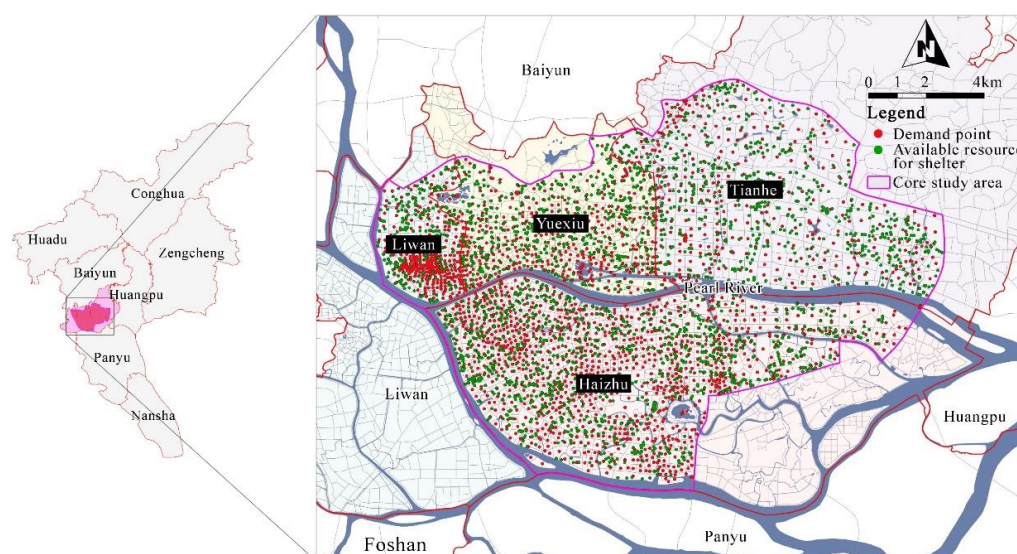 Conghua
Huadu
Zengcheng
Baiyun
Huangpu
Panyu
Nansha
Baiyun
N
0 1 2 4km
Legend
Demand point
Available resource
for shelter
Core study area
Tianhe
Yuexiu
Liwan
Pearl River
Haizhu
Liwan
Huangpu
Panyu
Foshan